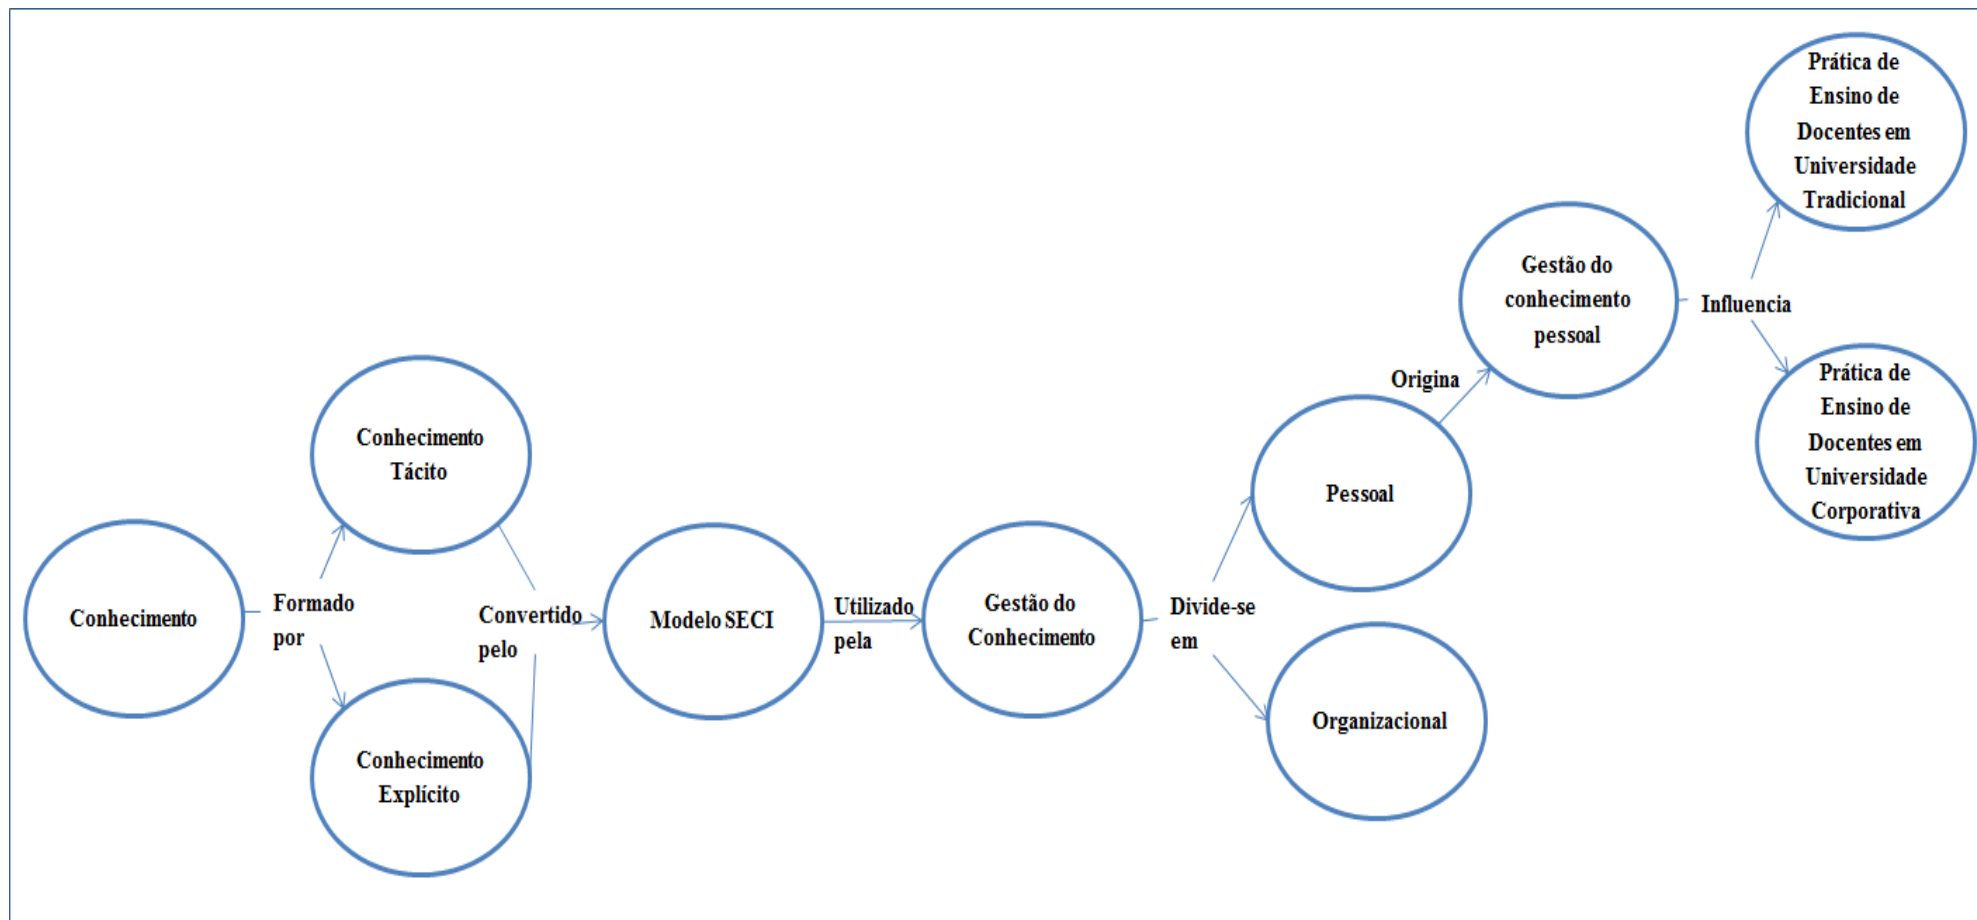 Conhecimento
Formado
por
Conhecimento
Tácito
Conhecimento
Explícito
Convertido
pelo
Modelo SECI
Utilizado
pela
Gestão do
Conhecimento
Divide-se
em
Pessoal
Organizacional
Origina
Gestão do
conhecimento
pessoal
Influencia
Prática de
Ensino de
Docentes em
Universidade
Tradicional
Prática de
Ensino de
Docentes em
Universidade
Corporativa